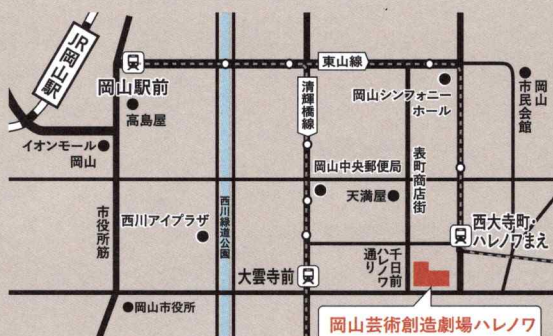 JR岡山駅
岡山駅前
高島屋
イオンモール
岡山
東山線
清輝橋線
岡山シンフォニー
ホール
岡山
市民会館
岡山中央郵便局
天満屋
表町商店街
西川緑道公園
西川アイプラザ
市役所筋
大雲寺前
千日前
ハレノワ
通り
西大寺町・
ハレノワまえ
岡山市役所
岡山芸術創造劇場ハレノワ